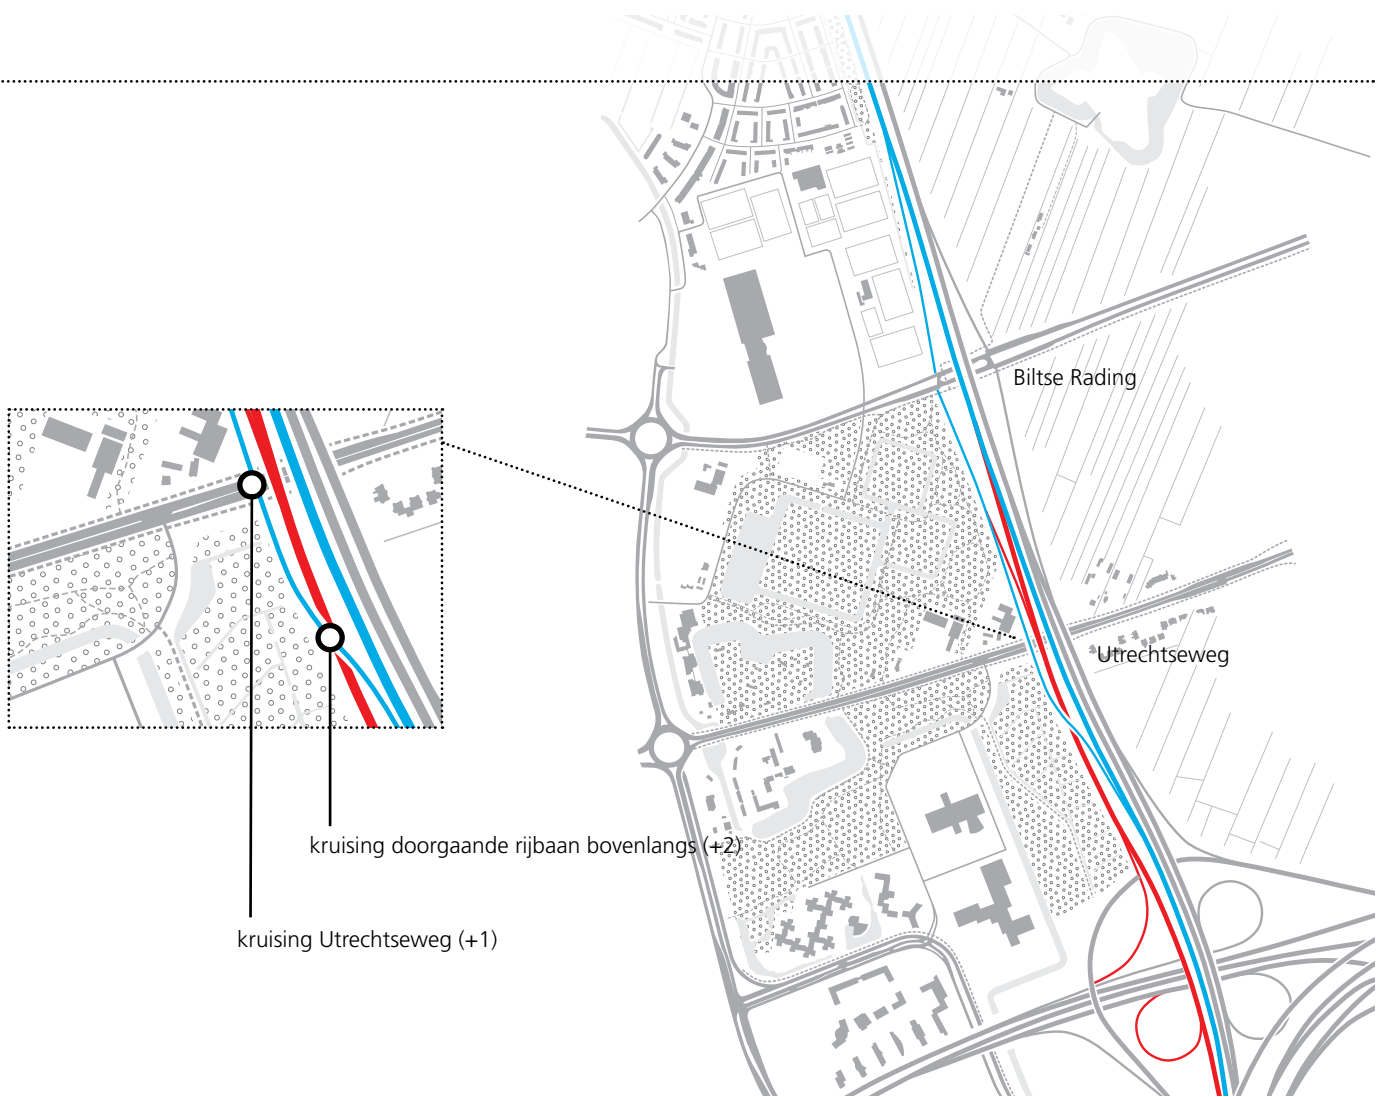 Biltse Rading
Utrechtseweg
kruising doorgaande rijbaan bovenlangs (+2)
kruising Utrechtseweg (+1)